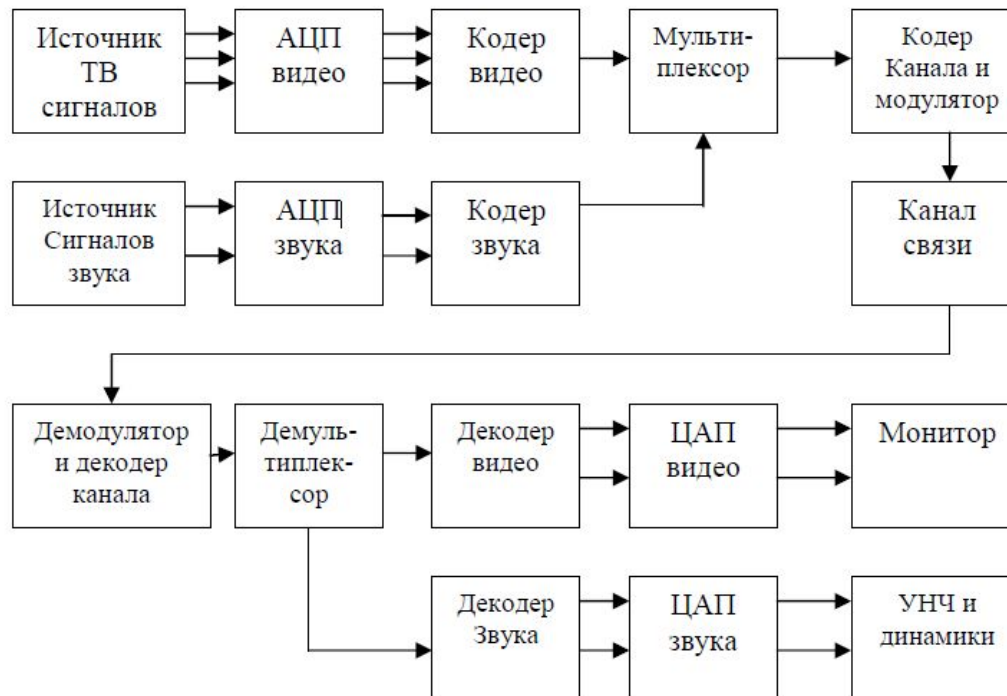 Источник
ТВ
сигналов
АЦП
видео
Кодер
видео
Мульти-
плексор
Кодер
Канала и
модулятор
Источник
Сигналов
звука
АЦП
звука
Кодер
звука
Канал
связи
Демодулятор
и декодер
канала
Демуль-
типлек-
сор
Декодер
видео
ЦАП
видео
Монитор
Декодер
Звука
ЦАП
звука
УНЧ и
динамики